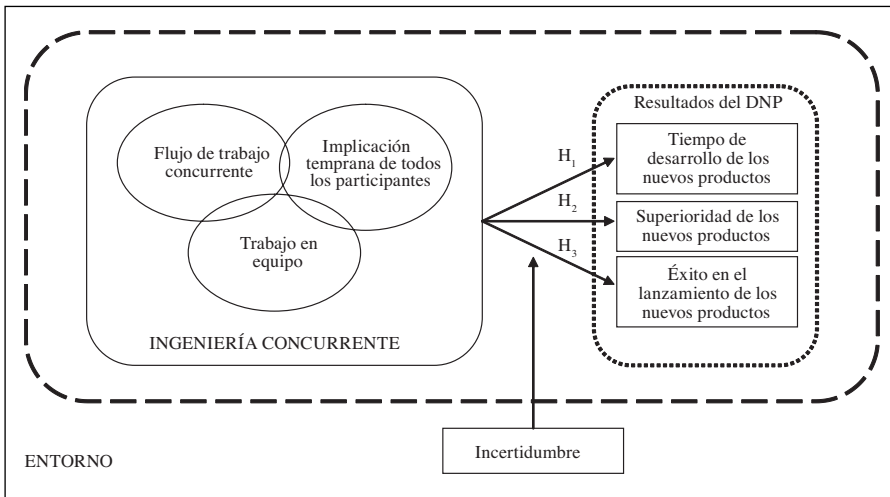 Flujo de trabajo
concurrente
Implicación
temprana de todos
los participantes
Trabajo en
equipo
INGENIERÍA CONCURRENTE
H₁
H₂
H₃
Resultados del DNP
Tiempo de
desarrollo de los
nuevos productos
Superioridad de los
nuevos productos
Éxito en el
lanzamiento de los
nuevos productos
Incertidumbre
ENTORNO